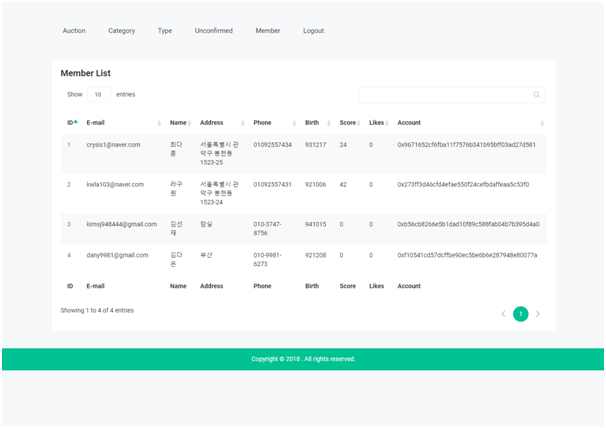 Auction Category Type Unconfirmed Member Logout
Member List
Show 10 entries
ID E-mail Name Address Phone Birth Score Likes Account
1 crysis1@naver.com 최다 서울특별시 관 01092557434 931217 24 0 0x9671652cf6fba11f7576b341b95bff03ad27d581
훈 악구 봉천동
1523-25
2 kwla103@naver.com 라구 서울특별시 관 01092557431 921006 42 0 0x273ff3d46cfd4efae550f24cefbdaffeaa5c53f0
원 악구 봉천동
1523-24
3 kimsj948444@gmail.com 김선 잠실 010-3747- 941015 0 0 0xb56cb8266e5b1dad10f89c588fab04b7b395d4a0
재 8756
4 dany9981@gmail.com 김다 부산 010-9981- 921208 0 0 0xf10541cd57dcffbe90ec5be6b6e287948e80077a
은 6273
ID E-mail Name Address Phone Birth Score Likes Account
Showing 1 to 4 of 4 entries
1
Copyright © 2018 . All rights reserved.